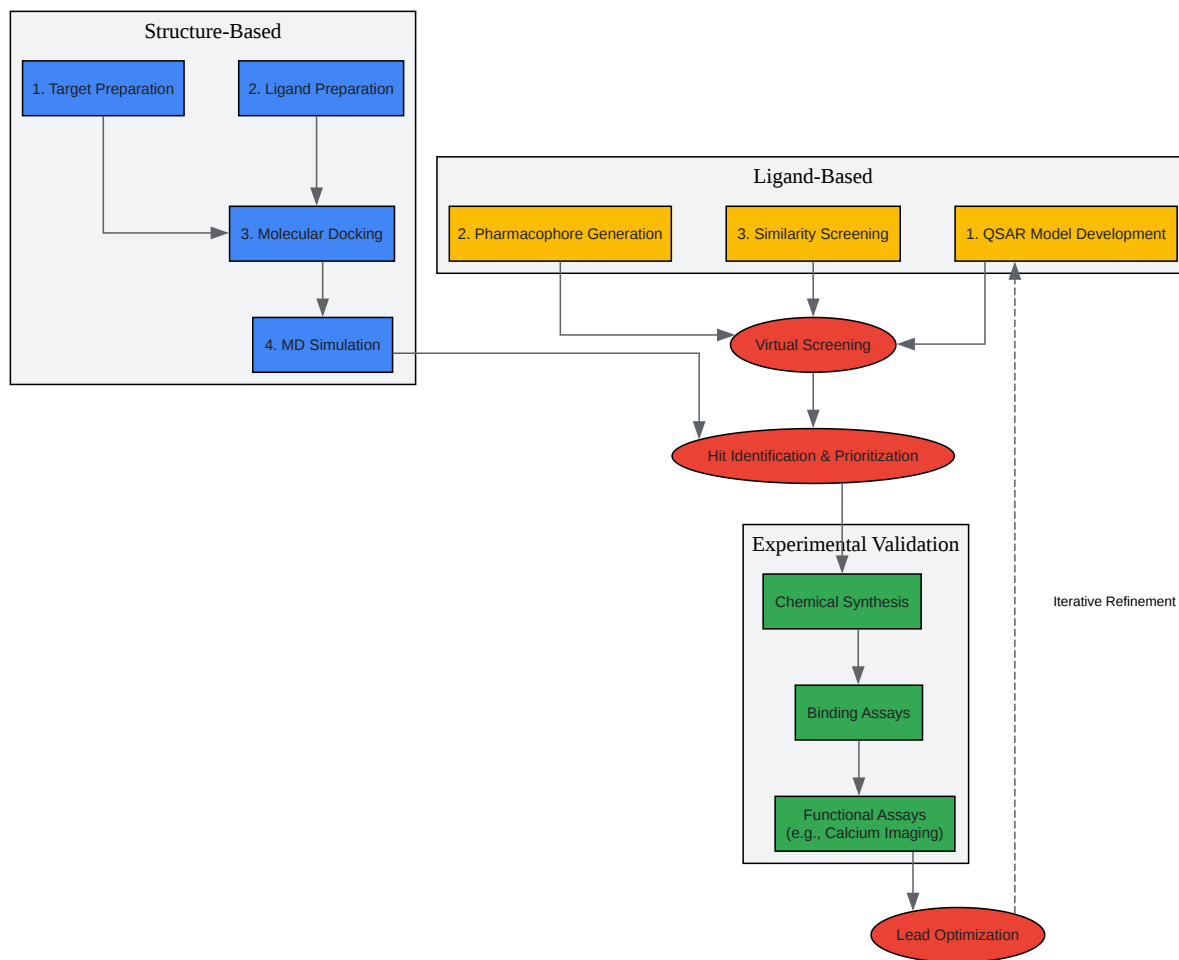 Structure-Based
1. Target Preparation
2. Ligand Preparation
3. Molecular Docking
4. MD Simulation
Ligand-Based
2. Pharmacophore Generation
3. Similarity Screening
1. QSAR Model Development
Virtual Screening
Hit Identification & Prioritization
Experimental Validation
Chemical Synthesis
Binding Assays
Functional Assays
(e.g., Calcium Imaging)
Iterative Refinement
Lead Optimization